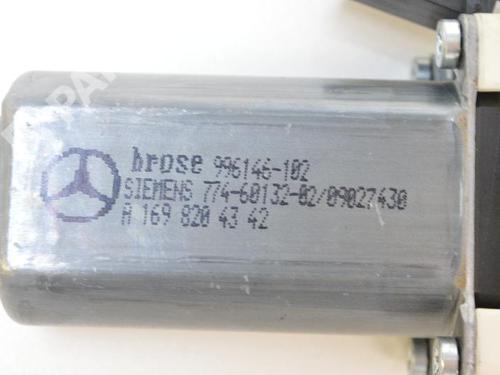 brose 996146-102
SIEMENS 774-60132-02/09027430
A 169 820 43 42